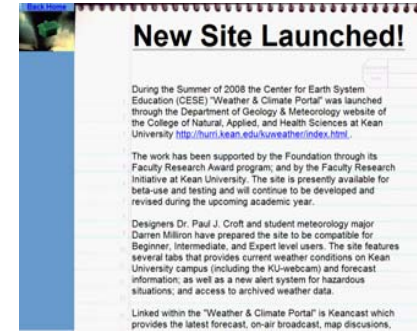 Back Home
New Site Launched!
During the Summer of 2008 the Center for Earth System
Education (CESE) "Weather & Climate Portal" was launched
through the Department of Geology & Meteorology website of
the College of Natural, Applied, and Health Sciences at Kean
University http://hurri.kean.edu/kuweather/index.html .
The work has been supported by the Foundation through its
Faculty Research Award program; and by the Faculty Research
Initiative at Kean University. The site is presently available for
beta-use and testing and will continue to be developed and
revised during the upcoming academic year.
Designers Dr. Paul J. Croft and student meteorology major
Darren Milliron have prepared the site to be compatible for
Beginner, Intermediate, and Expert level users. The site features
several tabs that provides current weather conditions on Kean
University campus (including the KU-webcam) and forecast
information; as well as a new alert system for hazardous
situations; and access to archived weather data.
Linked within the "Weather & Climate Portal" is Keancast which
provides the latest forecast, on-air broadcast, map discusions,